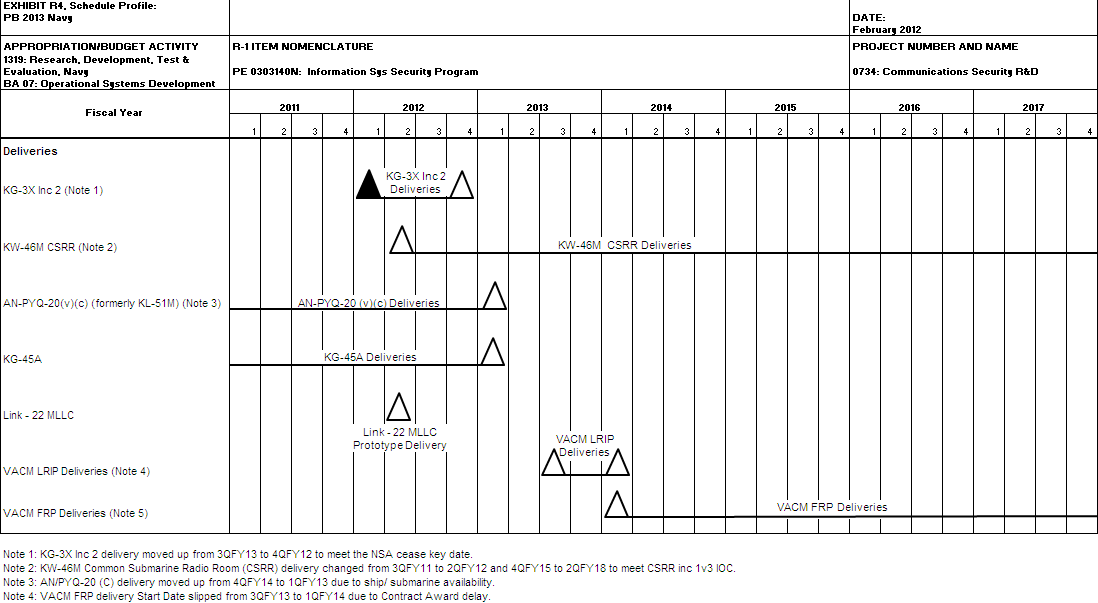 EXHIBIT R4, Schedule Profile:
PB 2013 Navy
DATE:
February 2012
APPROPRIATION/BUDGET ACTIVITY
1319: Research, Development, Test &
Evaluation, Navy
BA 07: Operational Systems Development
R-1 ITEM NOMENCLATURE
PE 0303140N: Information Sys Security Program
PROJECT NUMBER AND NAME
0734: Communications Security R&D
Fiscal Year
2011 2012 2013 2014 2015 2016 2017
1 2 3 4 1 2 3 4 1 2 3 4 1 2 3 4 1 2 3 4 1 2 3 4 1 2 3 4
Deliveries
KG-3X Inc 2 (Note 1)
KG-3X Inc 2
Deliveries
KW-46M CSRR (Note 2)
KW-46M CSRR Deliveries
AN-PYQ-20(v)(c) (formerly KL-51M) (Note 3)
AN-PYQ-20 (v)(c) Deliveries
KG-45A
KG-45A Deliveries
Link - 22 MLLC
Link - 22 MLLC
Prototype Delivery
VACM LRIP Deliveries (Note 4)
VACM LRIP
Deliveries
VACM FRP Deliveries (Note 5)
VACM FRP Deliveries
Note 1: KG-3X Inc 2 delivery moved up from 3QFY13 to 4QFY12 to meet the NSA cease key date.
Note 2: KW-46M Common Submarine Radio Room (CSRR) delivery changed from 3QFY11 to 2QFY12 and 4QFY15 to 2QFY18 to meet CSRR inc 1v3 IOC.
Note 3: AN/PYQ-20 (C) delivery moved up from 4QFY14 to 1QFY13 due to ship/ submarine availability.
Note 4: VACM FRP delivery Start Date slipped from 3QFY13 to 1QFY14 due to Contract Award delay.